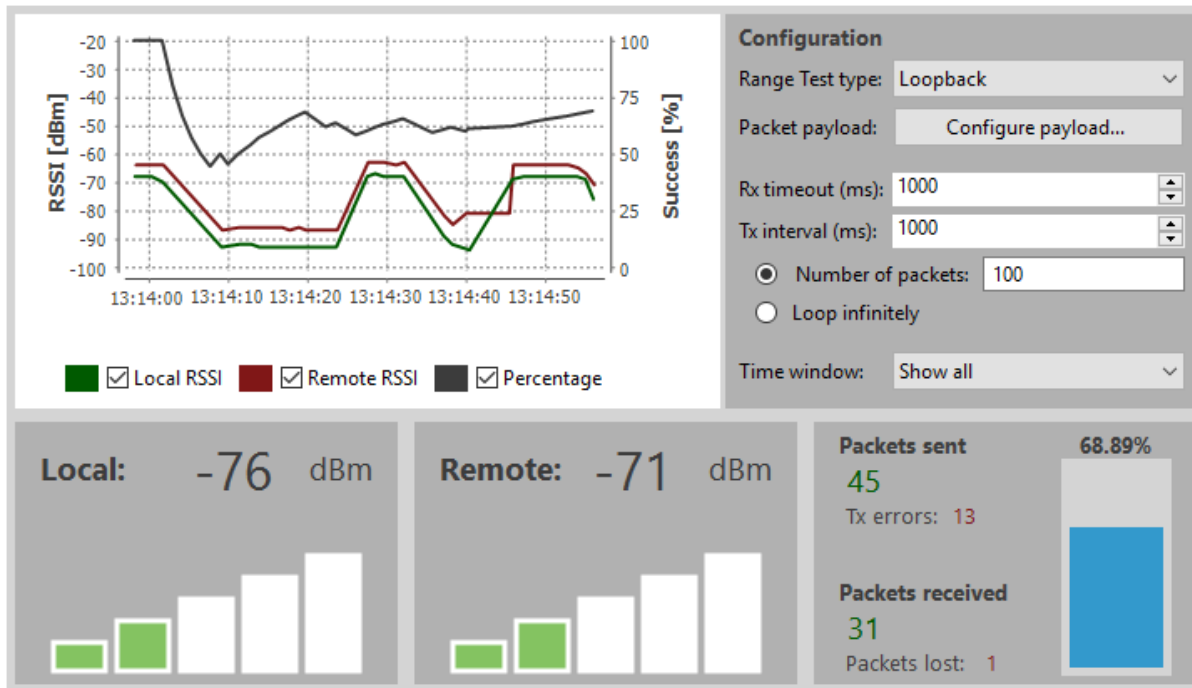 -20
-30
-40
-50
-60
-70
-80
-90
-100
RSSI [dBm]
100
75
50
25
0
Success [%]
13:14:00 13:14:10 13:14:20 13:14:30 13:14:40 13:14:50
Local RSSI Remote RSSI Percentage
Configuration
Range Test type: Loopback
Packet payload: Configure payload...
Rx timeout (ms): 1000
Tx interval (ms): 1000
Number of packets: 100
Loop infinitely
Time window: Show all
Local: -76 dBm
Remote: -71 dBm
Packets sent
45
Tx errors: 13
Packets received
31
Packets lost: 1
68.89%